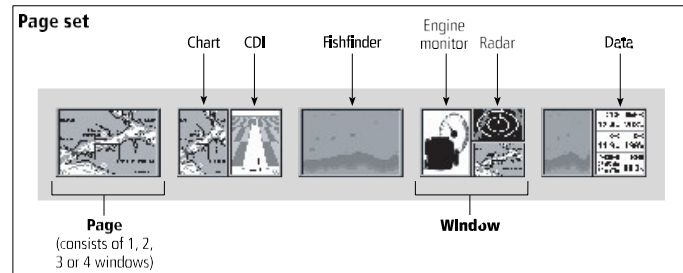 Page set
Engine
monitor
Chart
CDI
Fishfinder
Radar
Data
Page
(consists of 1, 2,
3 or 4 windows)
Window